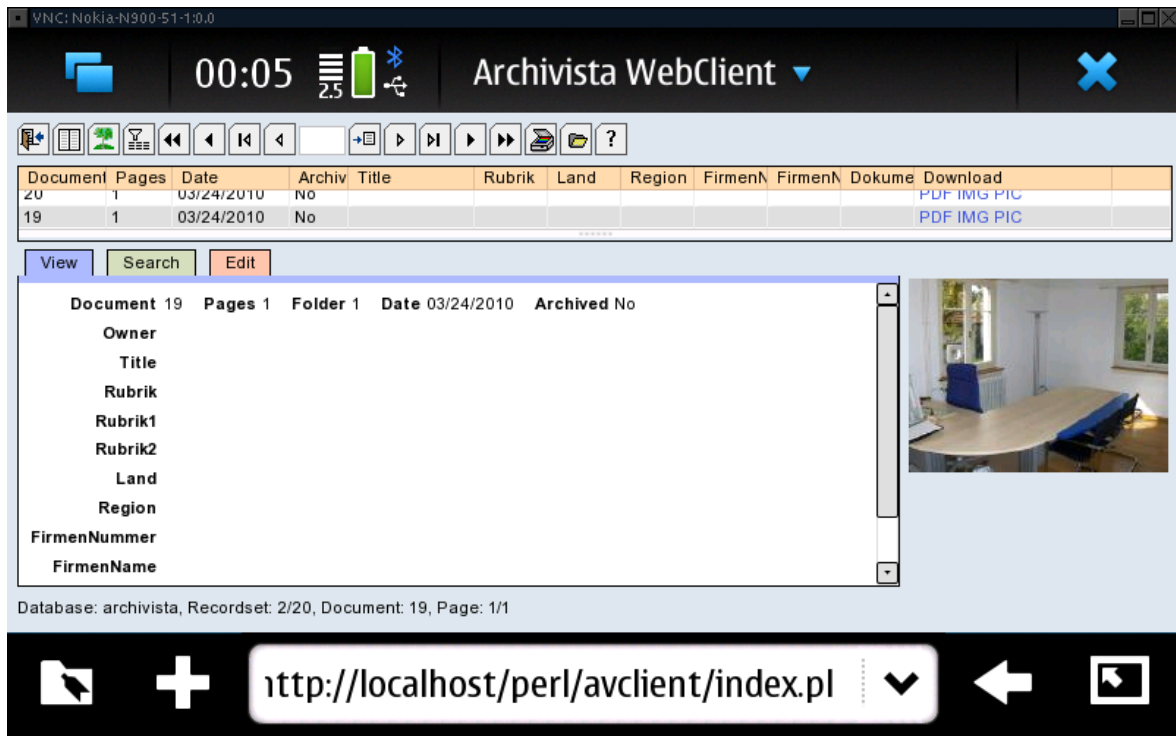 VNC: Nokia-N900-51-1:0.0
00:05 2.5 Archivista WebClient
?
Document Pages Date Archiv Title Rubrik Land Region FirmenN FirmenN Dokume Download
20 1 03/24/2010 No PDF IMG PIC
19 1 03/24/2010 No PDF IMG PIC
View Search Edit
Document 19 Pages 1 Folder 1 Date 03/24/2010 Archived No
Owner
Title
Rubrik
Rubrik1
Rubrik2
Land
Region
FirmenNummer
FirmenName
Database: archivista, Recordset: 2/20, Document: 19, Page: 1/1
http://localhost/perl/avclient/index.pl